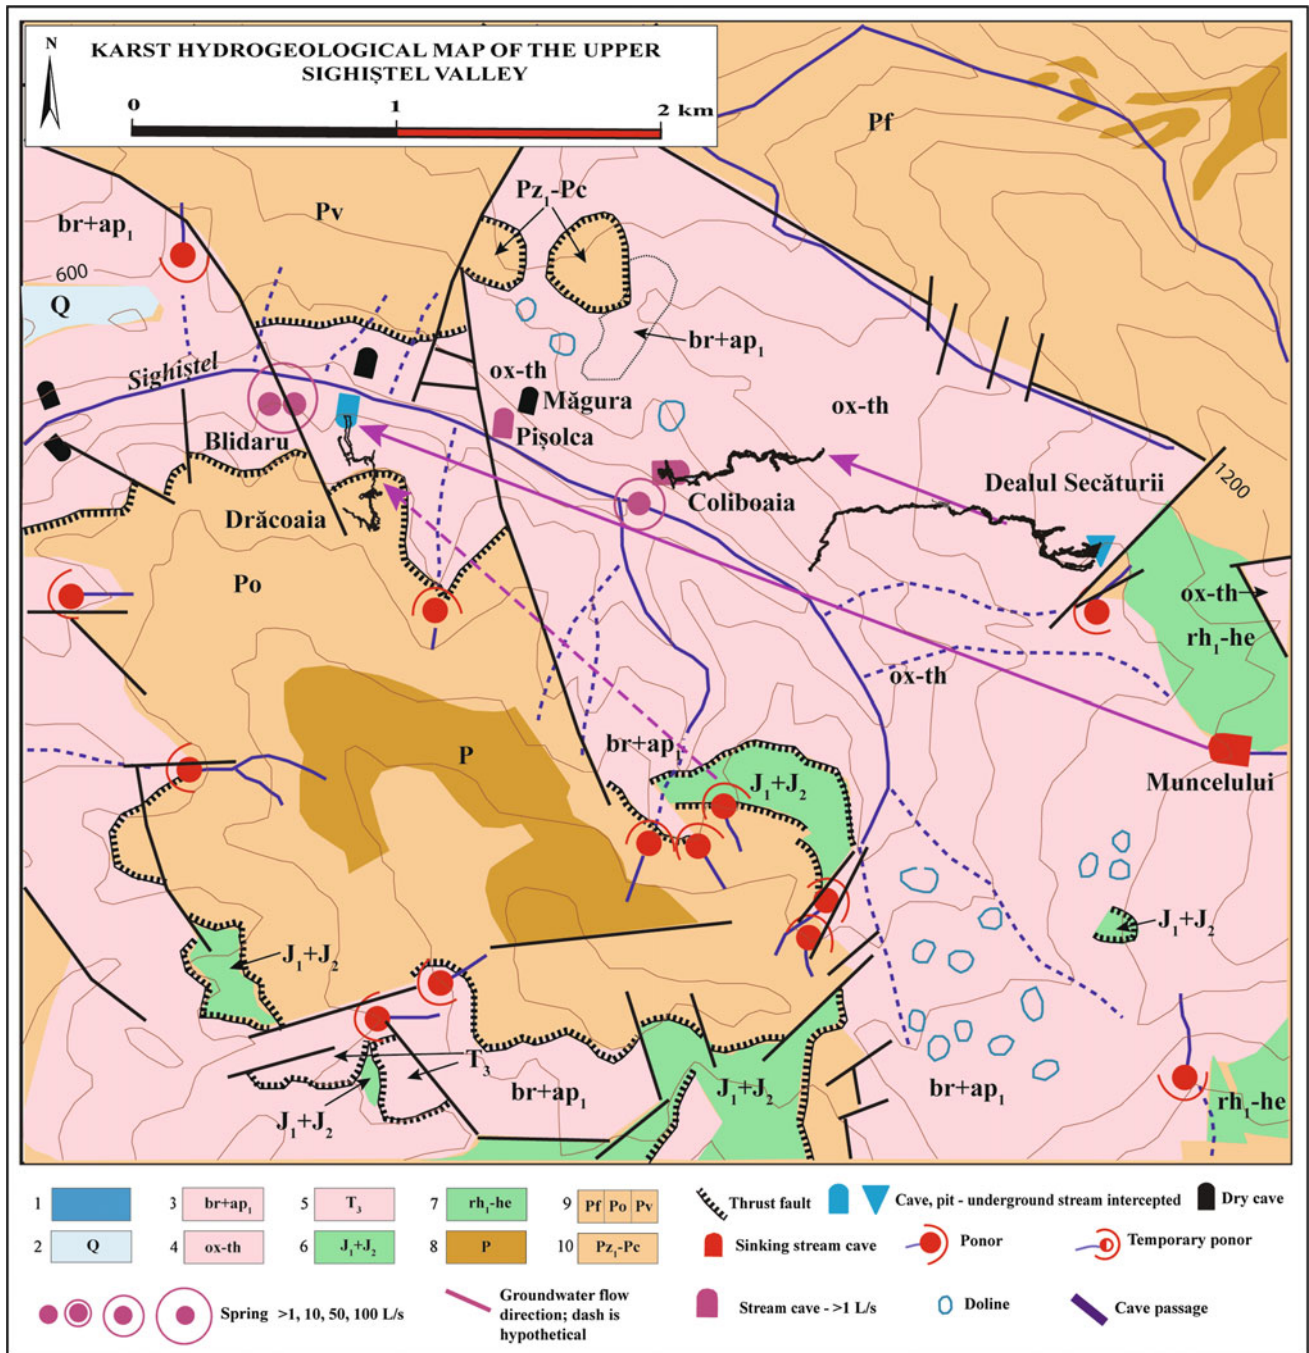 N
KARST HYDROGEOLOGICAL MAP OF THE UPPER
SIGHIȘTEL VALLEY
0 1 2 km
Pf
Pz1-Pc
Pv
br+ap1
600
Q
br+ap1
Sighiștel
ox-th
Măgura
ox-th
Pișolca
Blidaru
Dealul Secăturii
1200
Coliboaia
Drăcoaia
Po
ox-th
rh1-he
ox-th
br+ap1
P
J1+J2
Muncelului
J1+J2
J1+J2
T3
br+ap1
J1+J2
br+ap1
rh1-he
J1+J2
1
3 br+ap1
5 T3
7 rh1-he
9 Pf Po Pv
Thrust fault
Cave, pit - underground stream intercepted
Dry cave
2 Q
4 ox-th
6 J1+J2
8 P
10 Pz1-Pc
Sinking stream cave
Ponor
Temporary ponor
Spring >1, 10, 50, 100 L/s
Groundwater flow
direction; dash is
hypothetical
Stream cave - >1 L/s
Doline
Cave passage